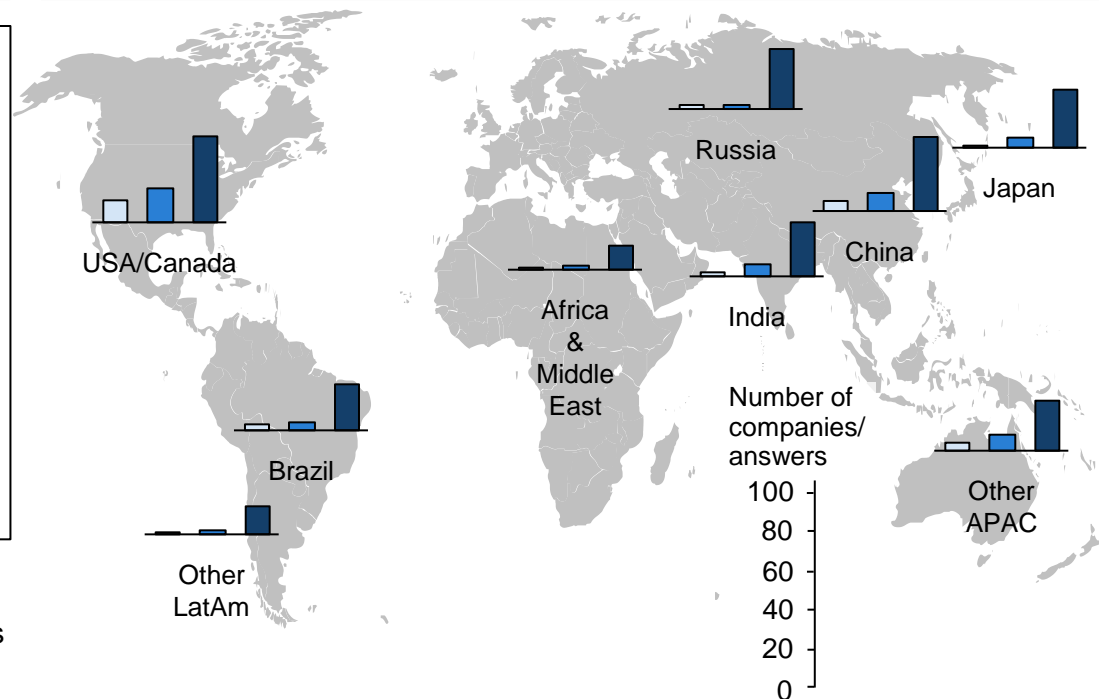 Russia
Japan
USA/Canada
China
Africa
&
Middle
East
India
Number of
companies/
answers
100
80
60
40
20
0
Brazil
Other
APAC
Other
LatAm
s